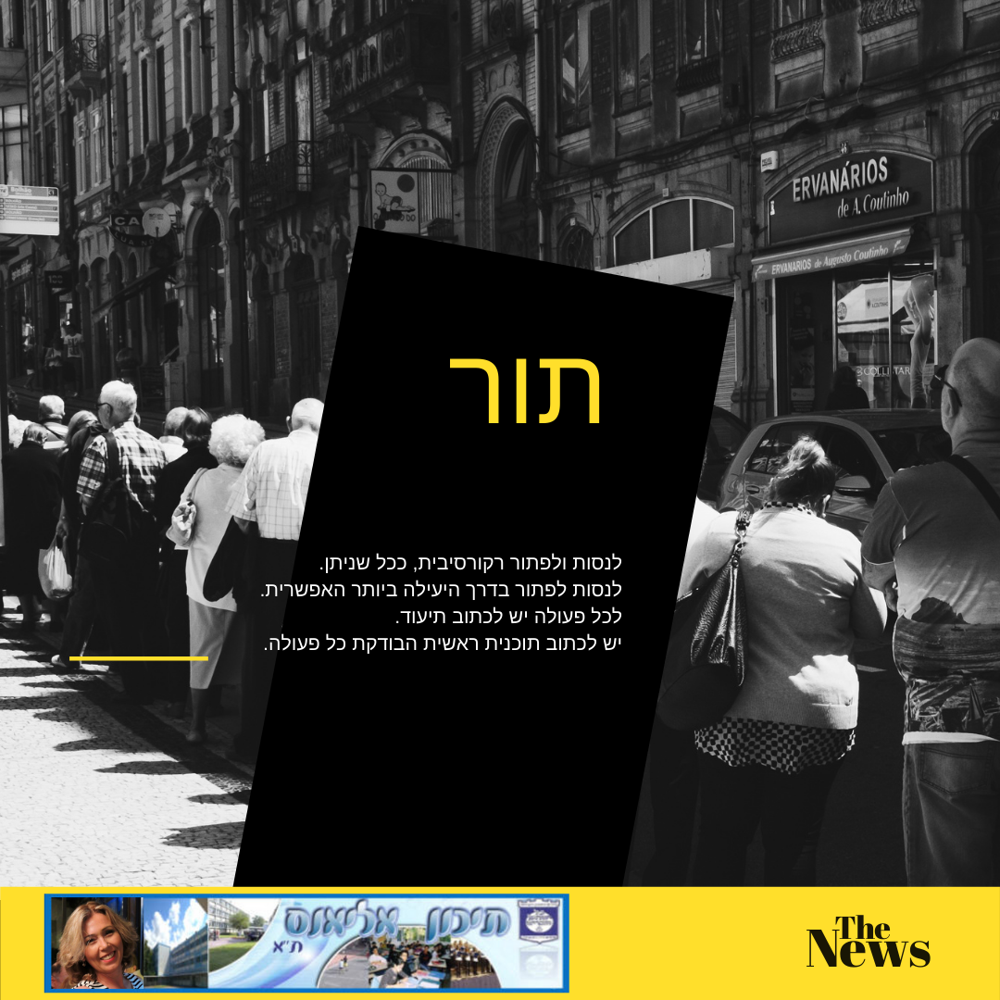 ERVANÁRIOS
de A. Coutinho
ERVANÁRIOS de Augusto Coutinho
תור
לנסות ולפתור רקורסיבית, ככל שניתן.
לנסות לפתור בדרך היעילה ביותר האפשרית.
לכל פעולה יש לכתוב תיעוד.
יש לכתוב תוכנית ראשית הבודקת כל פעולה.
תיכון אליאנס
ת"א
The
News